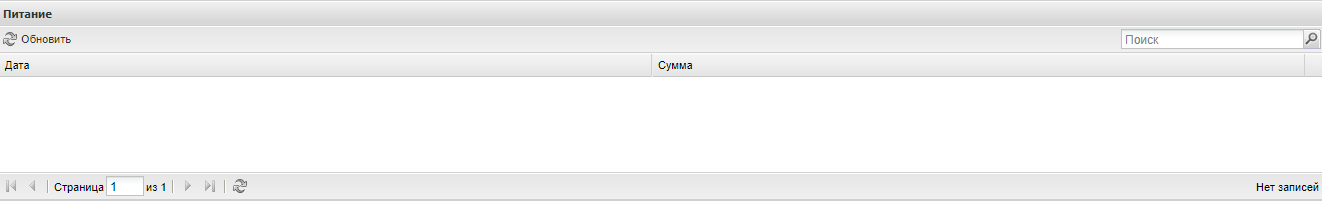 Питание
Обновить Поиск
Дата Сумма
Страница 1 из 1 Нет записей